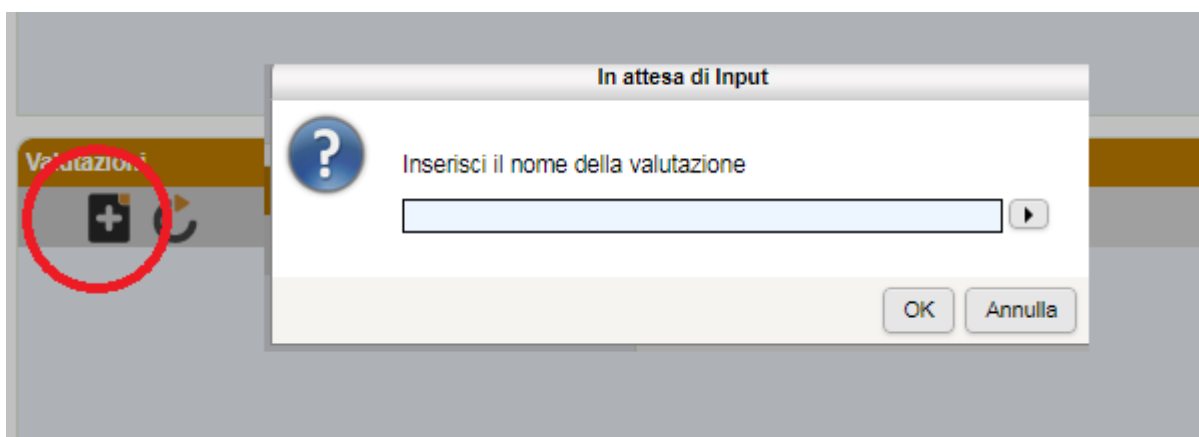 In attesa di Input
Valutazioni
Inserisci il nome della valutazione
OK
Annulla